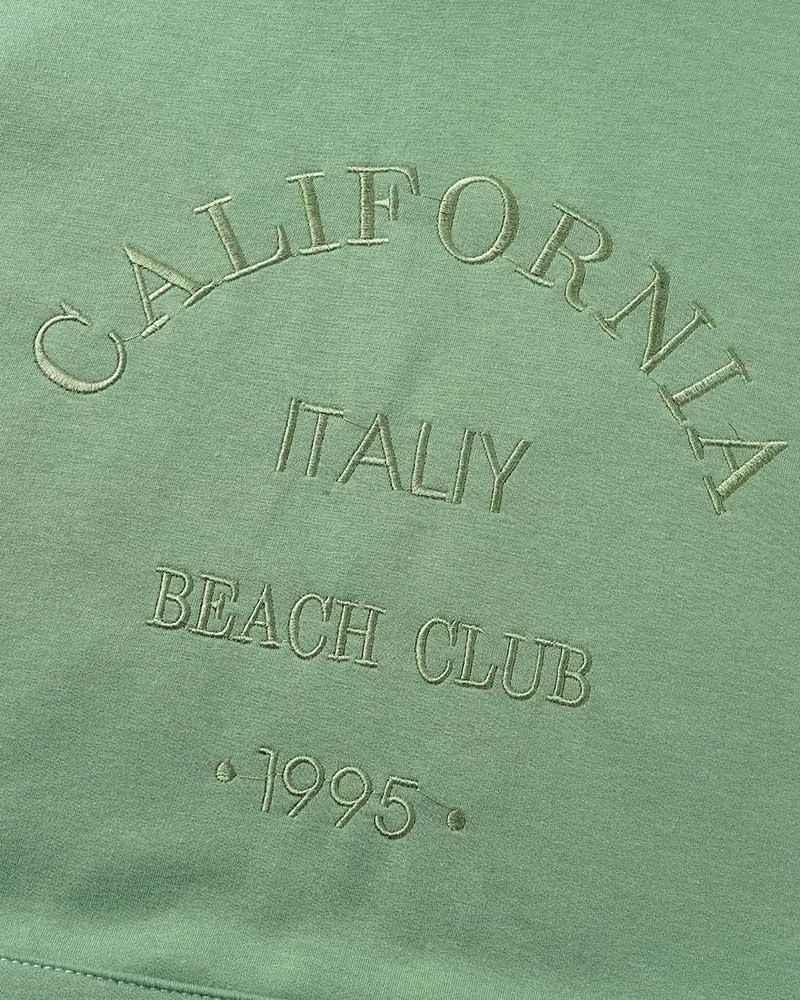 CALIFORNIA
ITALIY
BEACH CLUB
•1995•